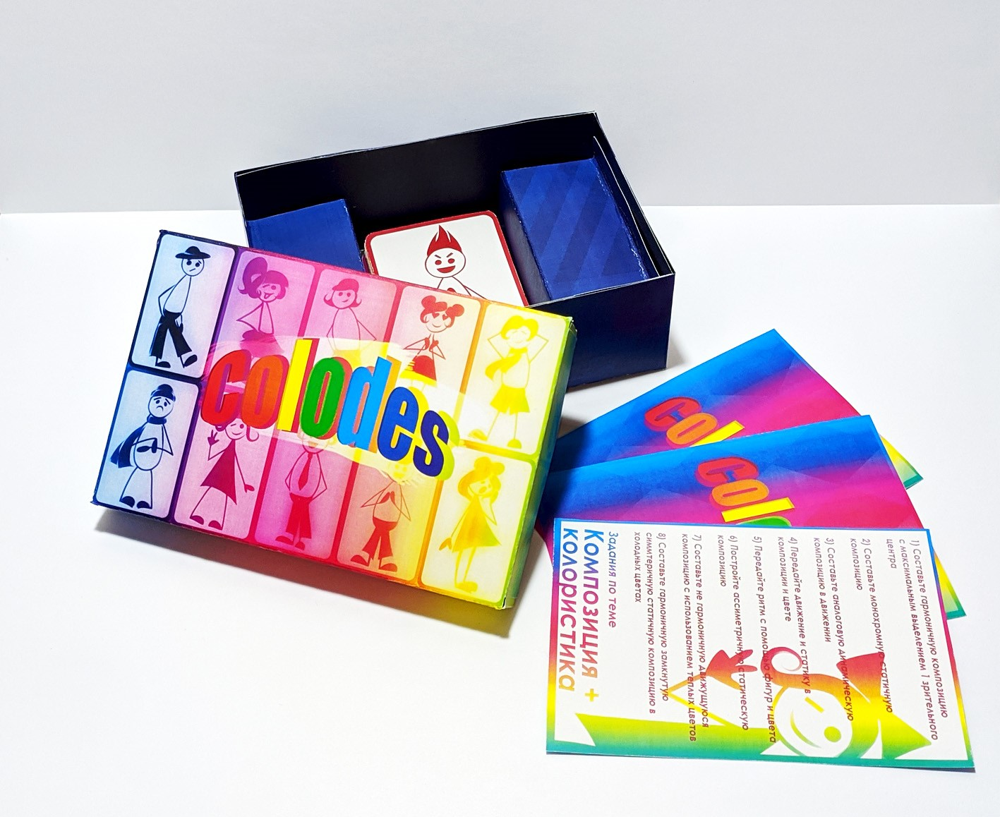 colodes
col
colo
1) Составьте гармоничную композицию
с максимальным выделением 1 зрительного
центра
2) Составьте монохромную статичную
композицию
3) Составьте аналоговую динамическую
композицию в движении
4) Передайте движение и статику в
композиции и цвете
5) Передайте ритм с помощью фигур и цвета
6) Постройте ассиметричную статическую
композицию
7) Составьте не гармоничную движущуюся
композицию с использованием теплых цветов
8) Составьте гармоничную замкнутую
симмтеричную статичную композицию в
холодных цветах
Задания по теме
Композиция +
колористика